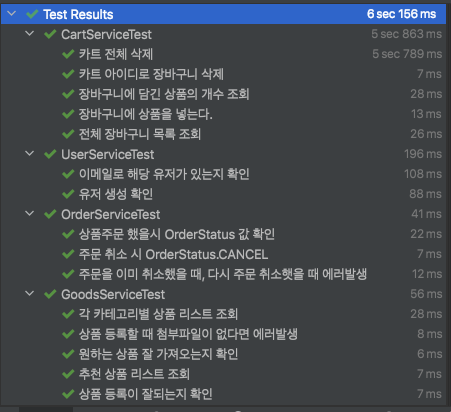 Test Results 6 sec 156 ms
CartServiceTest 5 sec 863 ms
카트 전체 삭제 5 sec 789 ms
카트 아이디로 장바구니 삭제 7 ms
장바구니에 담긴 상품의 개수 조회 28 ms
장바구니에 상품을 넣는다. 13 ms
전체 장바구니 목록 조회 26 ms
UserServiceTest 196 ms
이메일로 해당 유저가 있는지 확인 108 ms
유저 생성 확인 88 ms
OrderServiceTest 41 ms
상품주문 했을시 OrderStatus 값 확인 22 ms
주문 취소 시 OrderStatus.CANCEL 7 ms
주문을 이미 취소했을 때, 다시 주문 취소햇을 때 에러발생 12 ms
GoodsServiceTest 56 ms
각 카테고리별 상품 리스트 조회 28 ms
상품 등록할 때 첨부파일이 없다면 에러발생 8 ms
원하는 상품 잘 가져오는지 확인 6 ms
추천 상품 리스트 조회 7 ms
상품 등록이 잘되는지 확인 7 ms